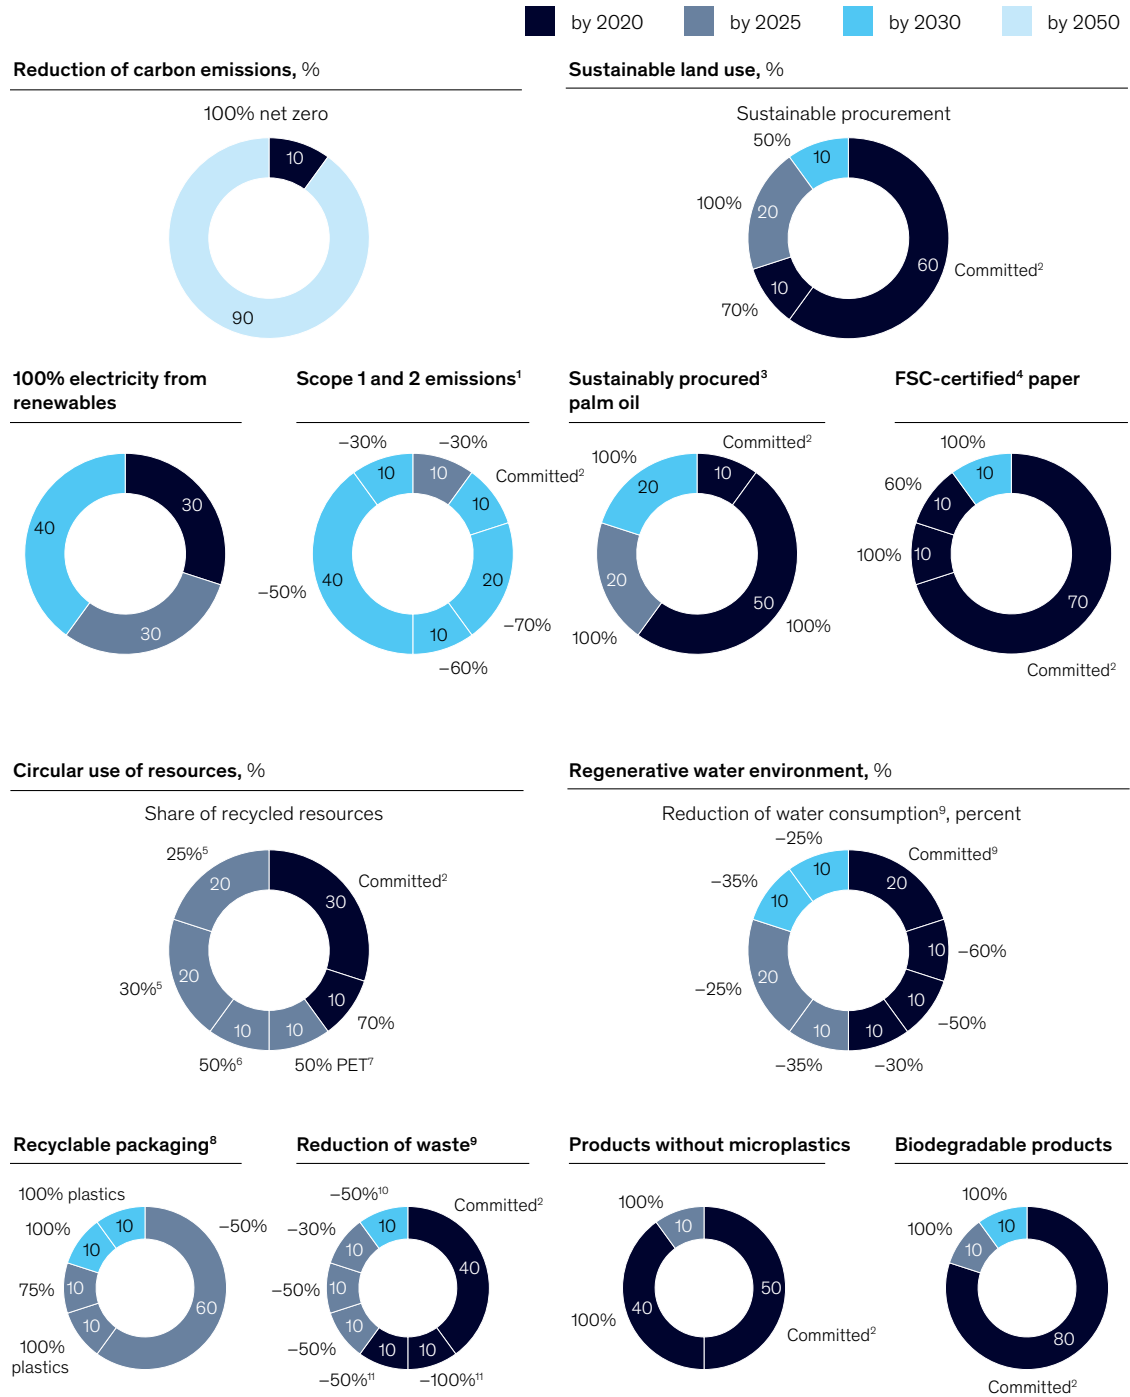 by 2020
by 2025
by 2030
by 2050
Reduction of carbon emissions, %
100% net zero
10
90
Sustainable land use, %
Sustainable procurement
50%
10
100%
20
60
Committed²
10
70%
100% electricity from
renewables
30
40
30
Scope 1 and 2 emissions¹
–30%
–30%
10
10
Committed²
10
40
20
–50%
10
–70%
–60%
Sustainably procured³
palm oil
Committed²
100%
10
20
20
50
100%
100%
FSC-certified⁴ paper
100%
10
60%
10
100%
10
70
Committed²
Circular use of resources, %
Share of recycled resources
25%⁵
20
Committed²
30
20
30%⁵
10
10
10
70%
50%⁶
50% PET⁷
Regenerative water environment, %
Reduction of water consumption⁹, percent
–25%
Committed⁹
10
20
–35%
10
10
–60%
20
–25%
10
10
10
–50%
–35%
–30%
Recyclable packaging⁸
100% plastics
10
–50%
100%
10
75%
10
60
10
100%
plastics
Reduction of waste⁹
–50%¹⁰
Committed²
10
–30%
10
40
–50%
10
10
–50%
10
10
–50%¹¹
–100%¹¹
Products without microplastics
100%
10
50
40
100%
Committed²
Biodegradable products
100%
10
100%
10
80
Committed²